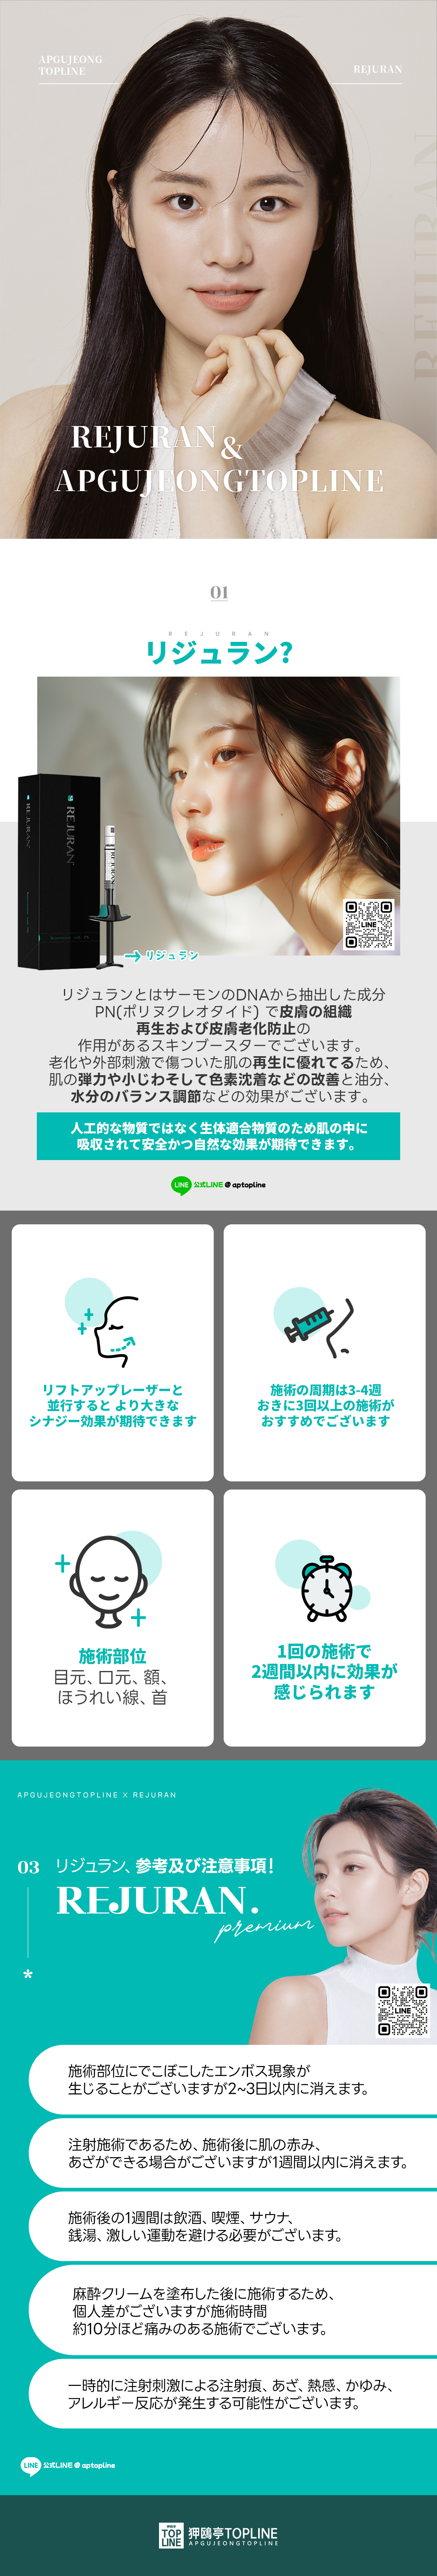 APGUJEONG
TOPLINE
REJURAN
REJURAN
REJURAN
&
APGUJEONGTOPLINE
01
REJURAN
リジュラン?
REJURAN
REJURAN
REJURAN
LINE
→ リジュラン
リジュランとはサーモンのDNAから抽出した成分
PN(ポリヌクレオタイド) で皮膚の組織
再生および皮膚老化防止の
作用があるスキンブースターでございます。
老化や外部刺激で傷ついた肌の再生に優れてるため、
肌の弾力や小じわそして色素沈着などの改善と油分、
水分のバランス調節などの効果がございます。
人工的な物質ではなく生体適合物質のため肌の中に
吸収されて安全かつ自然な効果が期待できます。
LINE 公式LINE @ aptopline
リフトアップレーザーと
並行すると より大きな
シナジー効果が期待できます
施術の周期は3-4週
おきに3回以上の施術が
おすすめでございます
施術部位
目元、口元、額、
ほうれい線、首
1回の施術で
2週間以内に効果が
感じられます
APGUJEONGTOPLINE X REJURAN
03 リジュラン、参考及び注意事項!
REJURAN.
premium
*
LINE
施術部位にでこぼこしたエンボス現象が
生じることがございますが2~3日以内に消えます。
注射施術であるため、施術後に肌の赤み、
あざができる場合がございますが1週間以内に消えます。
施術後の1週間は飲酒、喫煙、サウナ、
銭湯、激しい運動を避ける必要がございます。
麻酔クリームを塗布した後に施術するため、
個人差がございますが施術時間
約10分ほど痛みのある施術でございます。
一時的に注射刺激による注射痕、あざ、熱感、かゆみ、
アレルギー反応が発生する可能性がございます。
LINE 公式LINE @ aptopline
TOP
LINE
狎鷗亭TOPLINE
APGUJEONGTOPLINE